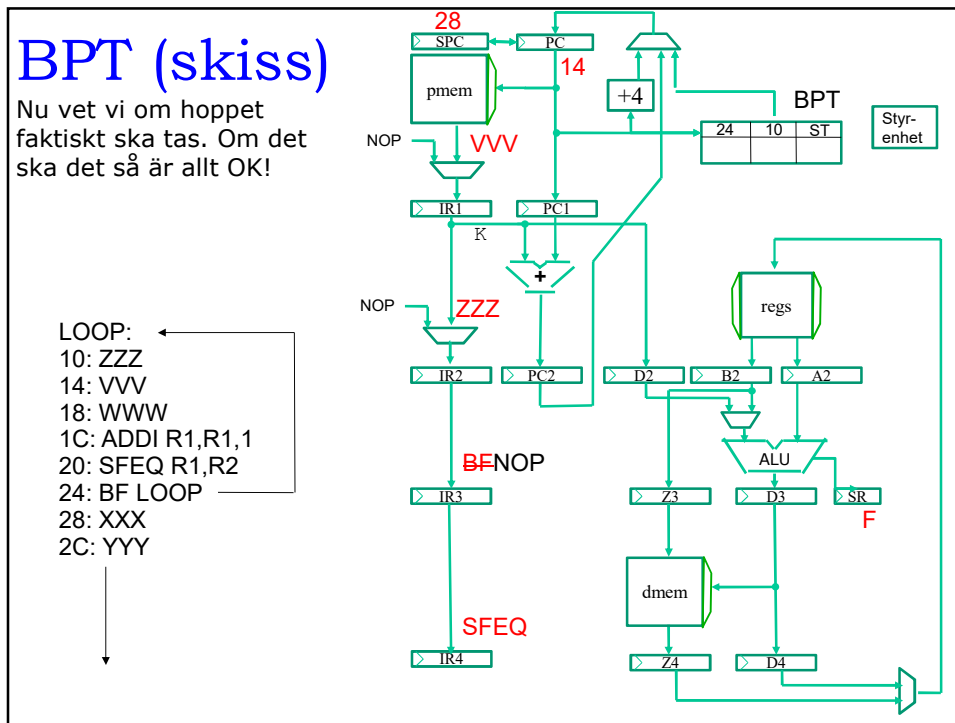 BPT (skiss)
Nu vet vi om hoppet
faktiskt ska tas. Om det
ska det så är allt OK!
28
SPC
PC
14
pmem
+4
BPT
24 10 ST
Styr-
enhet
NOP
VVV
IR1
PC1
K
+
regs
NOP
ZZZ
IR2
PC2
D2
B2
A2
LOOP:
10: ZZZ
14: VVV
18: WWW
1C: ADDI R1,R1,1
20: SFEQ R1,R2
24: BF LOOP
28: XXX
2C: YYY
ALU
BFNOP
IR3
Z3
D3
SR
F
dmem
SFEQ
IR4
Z4
D4